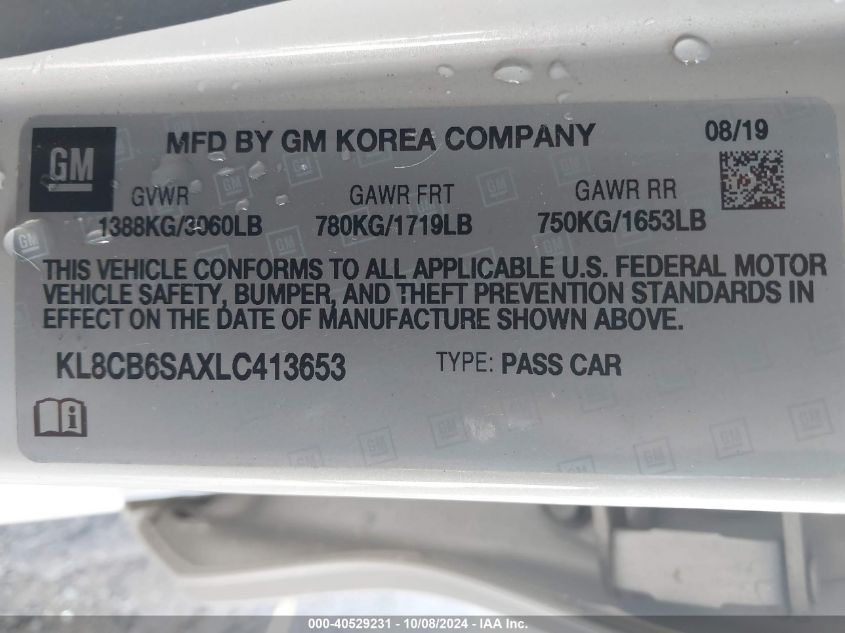 GM MFD BY GM KOREA COMPANY 08/19
GVWR GAWR FRT GAWR RR
1388KG/3060LB 780KG/1719LB 750KG/1653LB
THIS VEHICLE CONFORMS TO ALL APPLICABLE U.S. FEDERAL MOTOR
VEHICLE SAFETY, BUMPER, AND THEFT PREVENTION STANDARDS IN
EFFECT ON THE DATE OF MANUFACTURE SHOWN ABOVE.
KL8CB6SAXLC413653 TYPE: PASS CAR
000-40529231 - 10/08/2024 - IAA Inc.